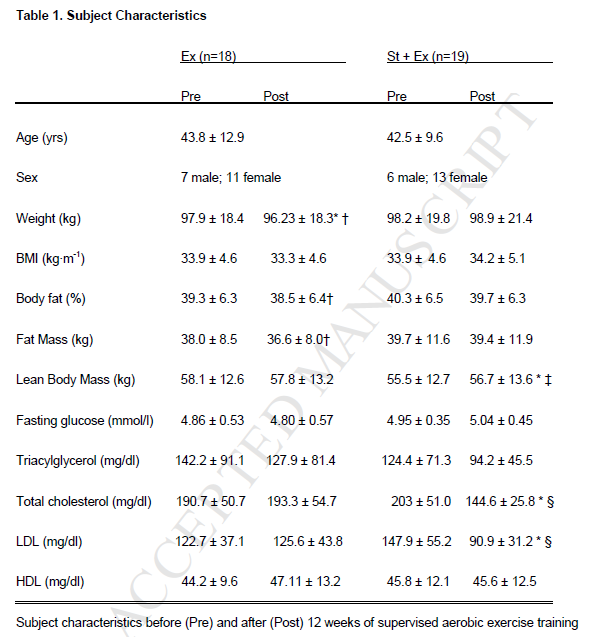 Table 1. Subject Characteristics
Ex (n=18) St + Ex (n=19)
Pre Post Pre Post
Age (yrs) 43.8 ± 12.9 42.5 ± 9.6
Sex 7 male; 11 female 6 male; 13 female
Weight (kg) 97.9 ± 18.4 96.23 ± 18.3* † 98.2 ± 19.8 98.9 ± 21.4
BMI (kg·m-1) 33.9 ± 4.6 33.3 ± 4.6 33.9 ± 4.6 34.2 ± 5.1
Body fat (%) 39.3 ± 6.3 38.5 ± 6.4† 40.3 ± 6.5 39.7 ± 6.3
Fat Mass (kg) 38.0 ± 8.5 36.6 ± 8.0† 39.7 ± 11.6 39.4 ± 11.9
Lean Body Mass (kg) 58.1 ± 12.6 57.8 ± 13.2 55.5 ± 12.7 56.7 ± 13.6 * ‡
Fasting glucose (mmol/l) 4.86 ± 0.53 4.80 ± 0.57 4.95 ± 0.35 5.04 ± 0.45
Triacylglycerol (mg/dl) 142.2 ± 91.1 127.9 ± 81.4 124.4 ± 71.3 94.2 ± 45.5
Total cholesterol (mg/dl) 190.7 ± 50.7 193.3 ± 54.7 203 ± 51.0 144.6 ± 25.8 * §
LDL (mg/dl) 122.7 ± 37.1 125.6 ± 43.8 147.9 ± 55.2 90.9 ± 31.2 * §
HDL (mg/dl) 44.2 ± 9.6 47.11 ± 13.2 45.8 ± 12.1 45.6 ± 12.5
Subject characteristics before (Pre) and after (Post) 12 weeks of supervised aerobic exercise training
ACCEPTED MANUSCRIPT